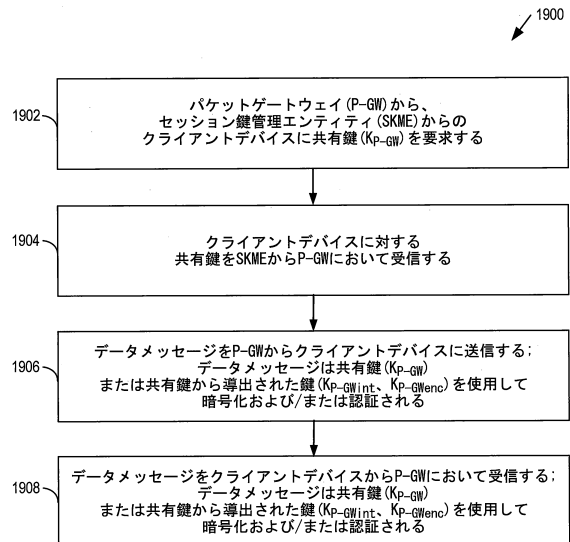 1900
1902
パケットゲートウェイ(P-GW)から、
セッション鍵管理エンティティ(SKME)からの
クライアントデバイスに共有鍵(KP-GW)を要求する
1904
クライアントデバイスに対する
共有鍵をSKMEからP-GWにおいて受信する
1906
データメッセージをP-GWからクライアントデバイスに送信する;
データメッセージは共有鍵(KP-GW)
または共有鍵から導出された鍵(KP-GWint、KP-GWenc)を使用して
暗号化および/または認証される
1908
データメッセージをクライアントデバイスからP-GWにおいて受信する;
データメッセージは共有鍵(KP-GW)
または共有鍵から導出された鍵(KP-GWint、KP-GWenc)を使用して
暗号化および/または認証される